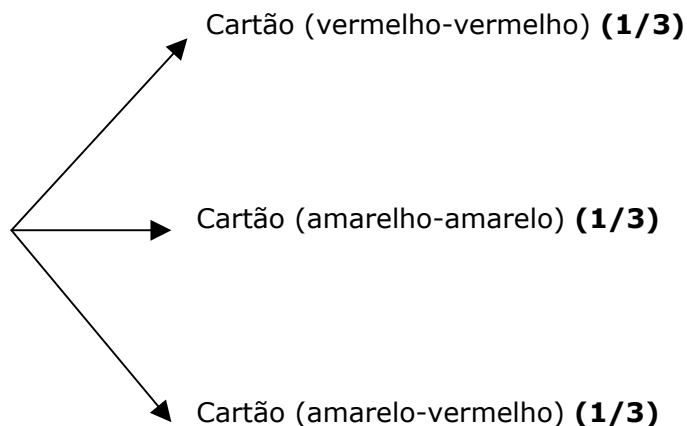 Cartão (vermelho-vermelho) (1/3)
Cartão (amarelho-amarelo) (1/3)
Cartão (amarelo-vermelho) (1/3)